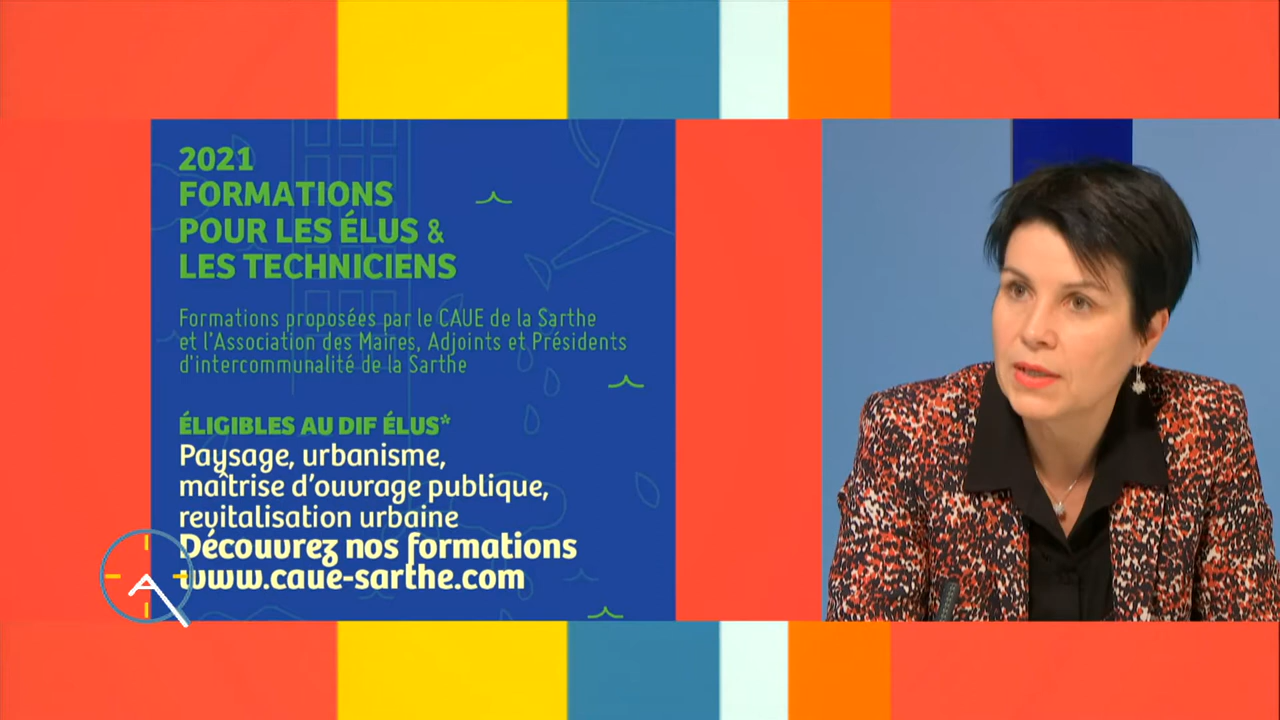 2021
FORMATIONS
POUR LES ÉLUS &
LES TECHNICIENS
Formations proposées par le CAUE de la Sarthe
et l'Association des Maires, Adjoints et Présidents
d'intercommunalité de la Sarthe
ÉLIGIBLES AU DIF ÉLUS*
Paysage, urbanisme,
maîtrise d'ouvrage publique,
revitalisation urbaine
Découvrez nos formations
www.caue-sarthe.com